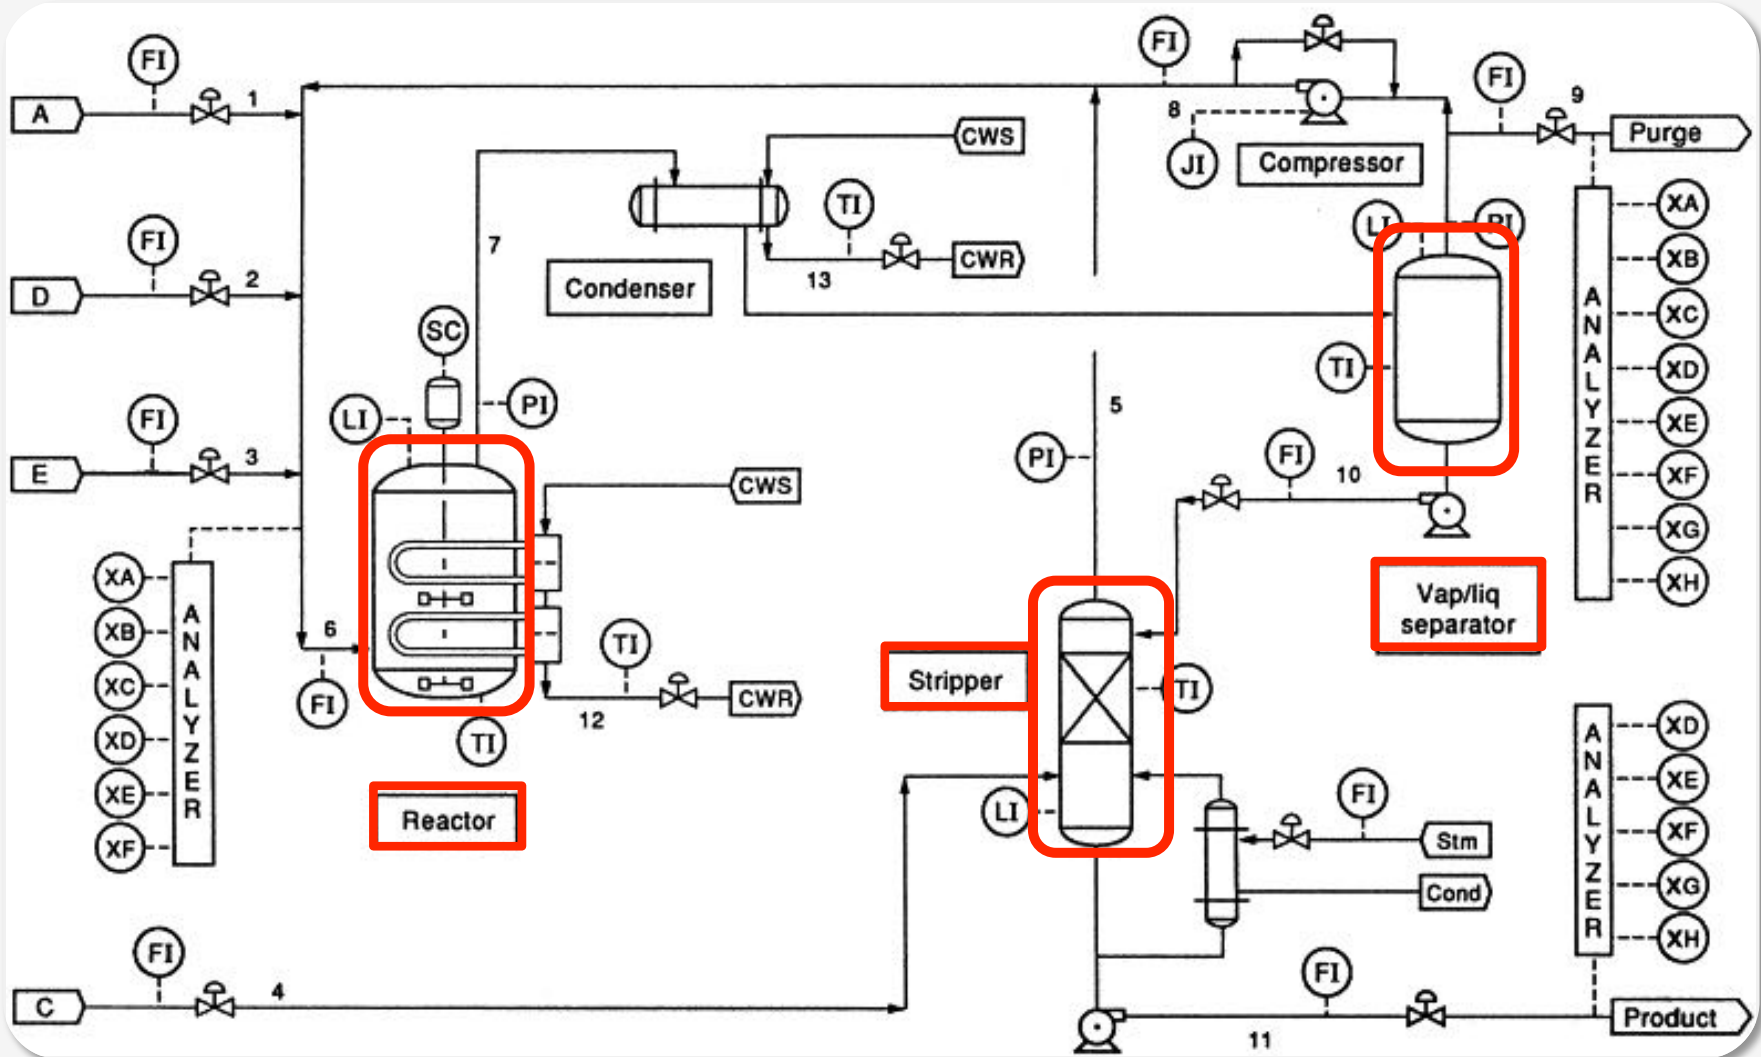 FI
FI
FI
9
A
1
8
Purge
CWS
JI
Compressor
XA
TI
LI
PI
FI
7
XB
D
2
CWR
13
Condenser
A
N
A
L
Y
Z
E
R
XC
SC
TI
XD
LI
PI
5
XE
FI
E
3
PI
FI
10
XF
CWS
XG
XH
XA
A
N
A
L
Y
Z
E
R
XB
XC
XD
XE
XF
6
FI
TI
CWR
12
TI
Reactor
Stripper
TI
Vap/liq
separator
LI
FI
Stm
Cond
A
N
A
L
Y
Z
E
R
XD
XE
XF
XG
XH
FI
C
4
FI
11
Product